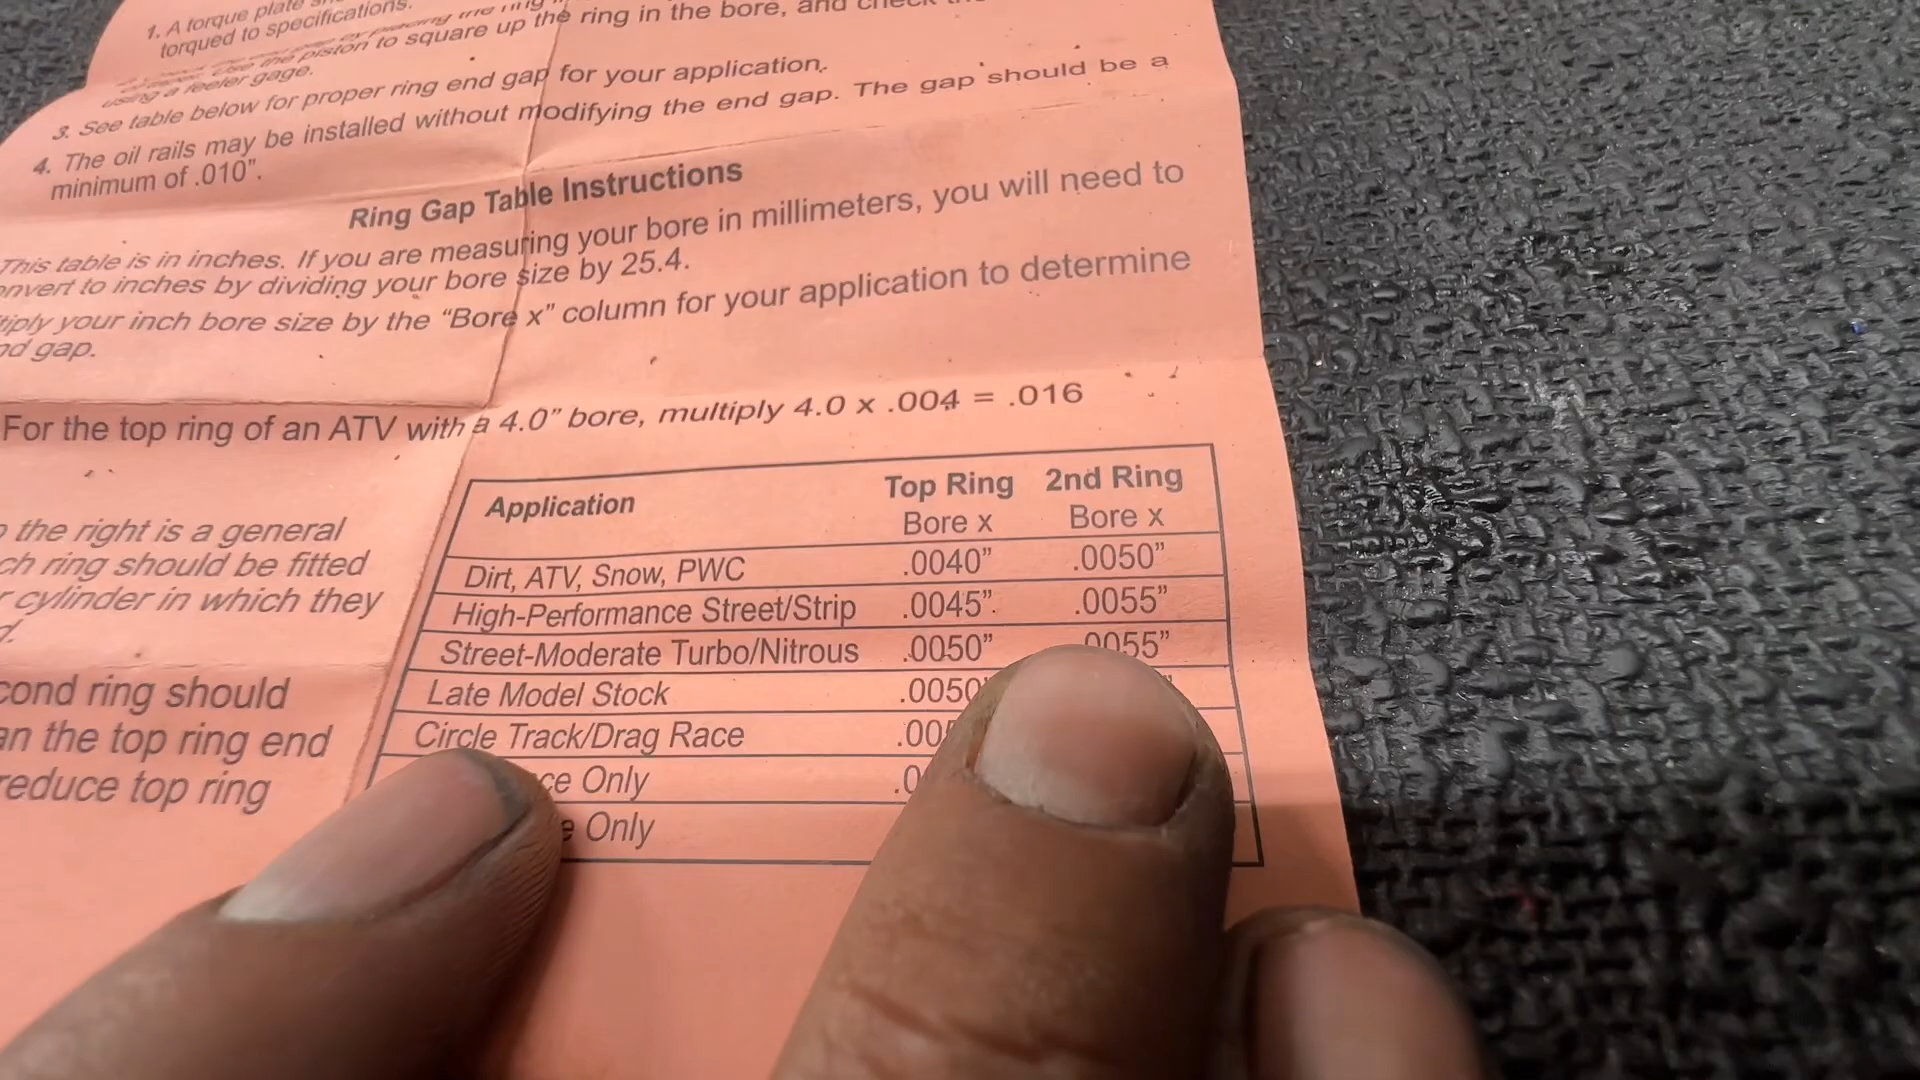 1. A torque plate
torqued to specifications.
piston to square up the ring in the bore, and check
using a feeler gage.
3. See table below for proper ring end gap for your application.
4. The oil rails may be installed without modifying the end gap. The gap should be a
minimum of .010".
Ring Gap Table Instructions
This table is in inches. If you are measuring your bore in millimeters, you will need to
nvert to inches by dividing your bore size by 25.4.
tiply your inch bore size by the “Bore x” column for your application to determine
d gap.
For the top ring of an ATV with a 4.0” bore, multiply 4.0 x .004 = .016
Application Top Ring 2nd Ring
Bore x Bore x
Dirt, ATV, Snow, PWC .0040” .0050”
High-Performance Street/Strip .0045” .0055”
Street-Moderate Turbo/Nitrous .0050” .0055”
Late Model Stock .0050”
Circle Track/Drag Race .00
Only .0
Only
the right is a general
ch ring should be fitted
cylinder in which they
cond ring should
an the top ring end
reduce top ring